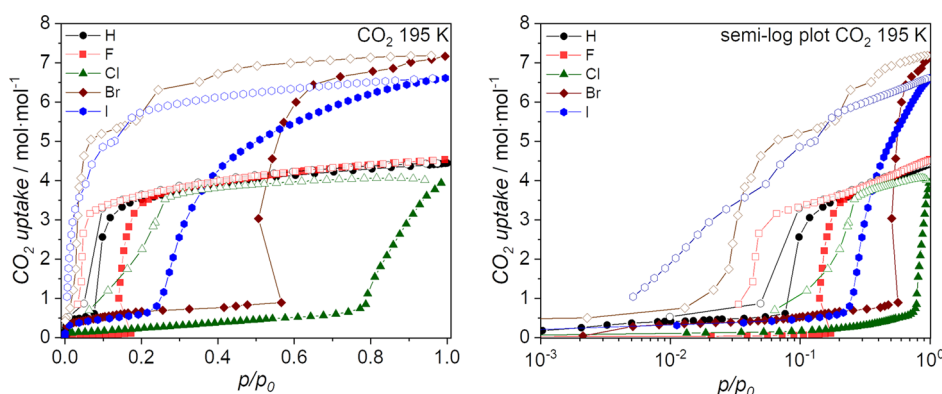 8
7
6
5
4
3
2
1
0
CO₂ uptake / mol·mol⁻¹
H
F
Cl
Br
I
CO₂ 195 K
0.0
0.2
0.4
0.6
0.8
1.0
p/p₀
8
7
6
5
4
3
2
1
0
CO₂ uptake / mol·mol⁻¹
H
F
Cl
Br
I
semi-log plot CO₂ 195 K
10⁻³
10⁻²
10⁻¹
10⁰
p/p₀